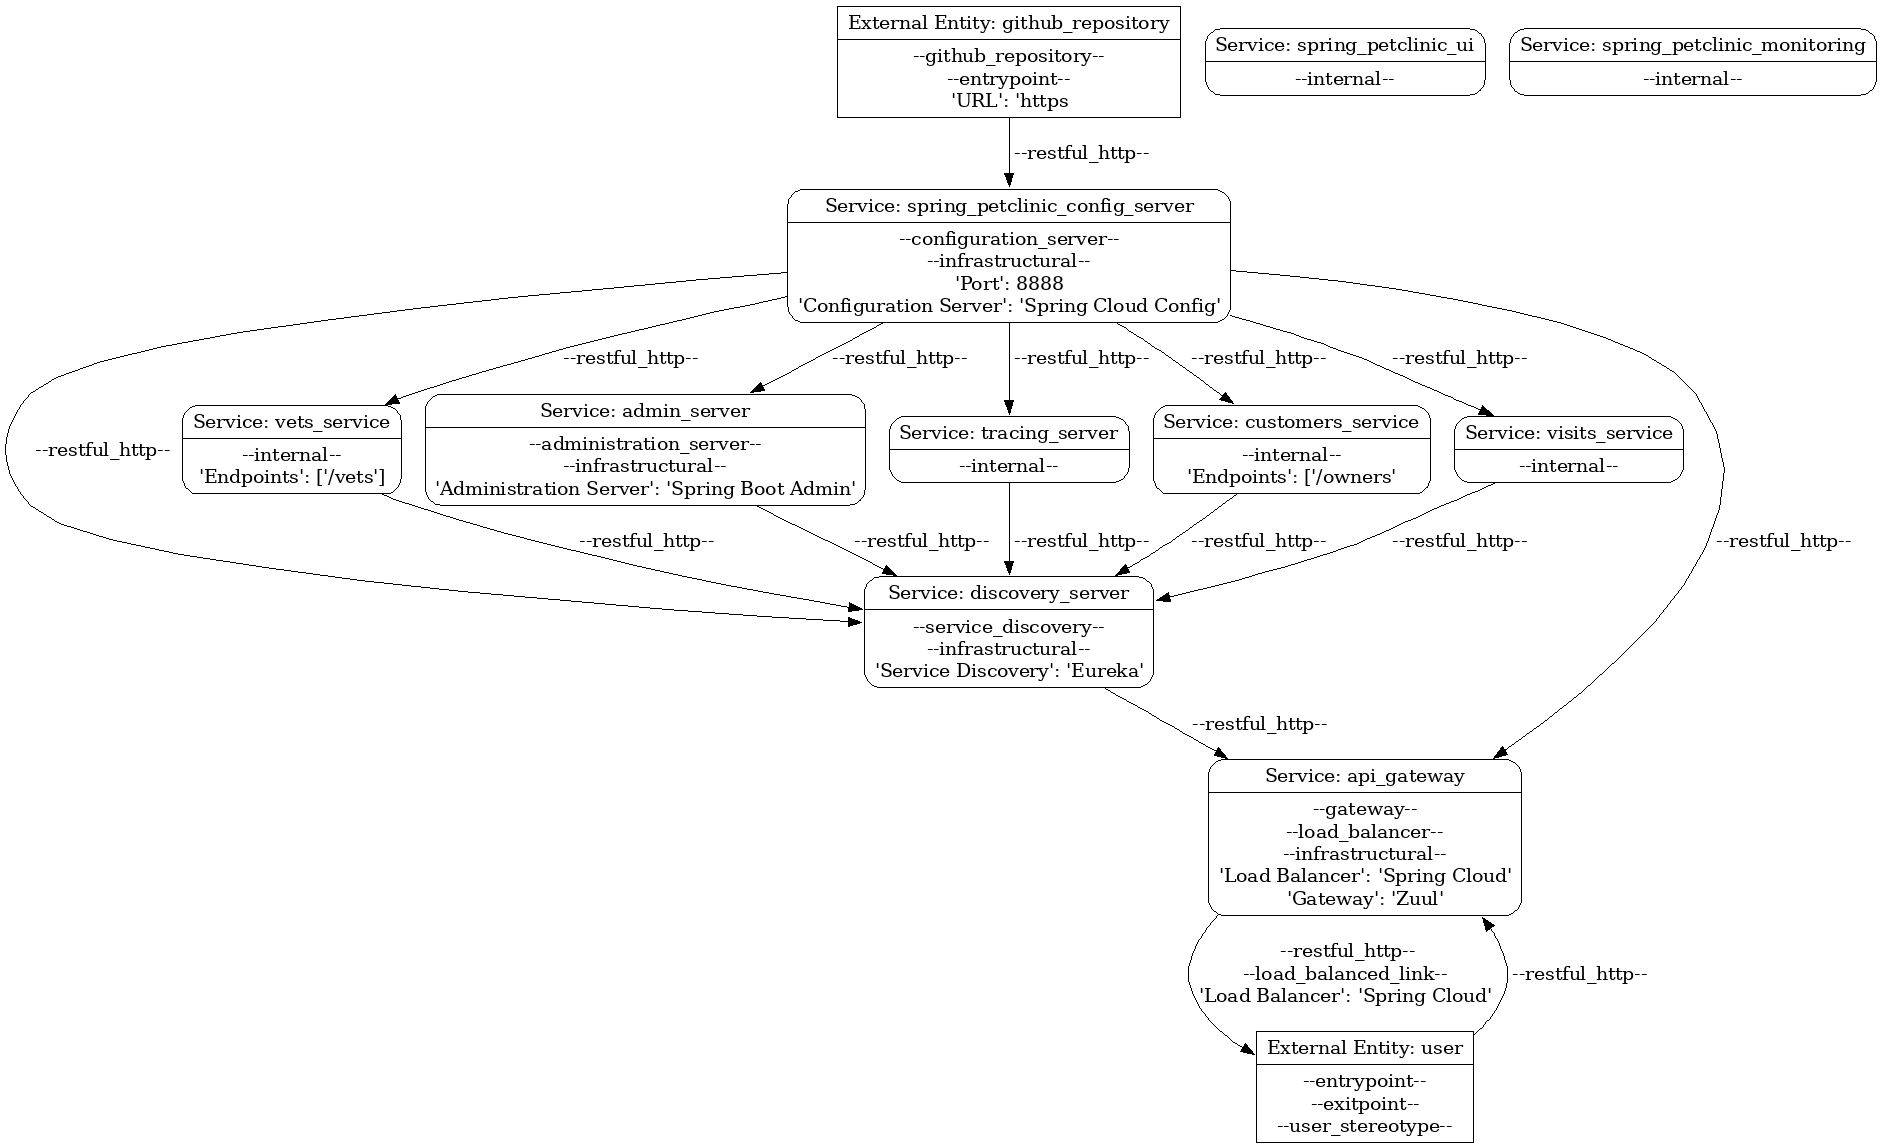 External Entity: github_repository
--github_repository--
--entrypoint--
'URL': 'https
Service: spring_petclinic_ui
--internal--
Service: spring_petclinic_monitoring
--internal--
--restful_http--
Service: spring_petclinic_config_server
--configuration_server--
--infrastructural--
'Port': 8888
'Configuration Server': 'Spring Cloud Config'
--restful_http--
--restful_http--
--restful_http--
--restful_http--
--restful_http--
--restful_http--
Service: vets_service
--internal--
'Endpoints': ['/vets']
Service: admin_server
--administration_server--
--infrastructural--
'Administration Server': 'Spring Boot Admin'
Service: tracing_server
--internal--
Service: customers_service
--internal--
'Endpoints': ['/owners'
Service: visits_service
--internal--
--restful_http--
--restful_http--
--restful_http--
--restful_http--
--restful_http--
--restful_http--
Service: discovery_server
--service_discovery--
--infrastructural--
'Service Discovery': 'Eureka'
--restful_http--
Service: api_gateway
--gateway--
--load_balancer--
--infrastructural--
'Load Balancer': 'Spring Cloud'
'Gateway': 'Zuul'
--restful_http--
--load_balanced_link--
'Load Balancer': 'Spring Cloud'
--restful_http--
External Entity: user
--entrypoint--
--exitpoint--
--user_stereotype--